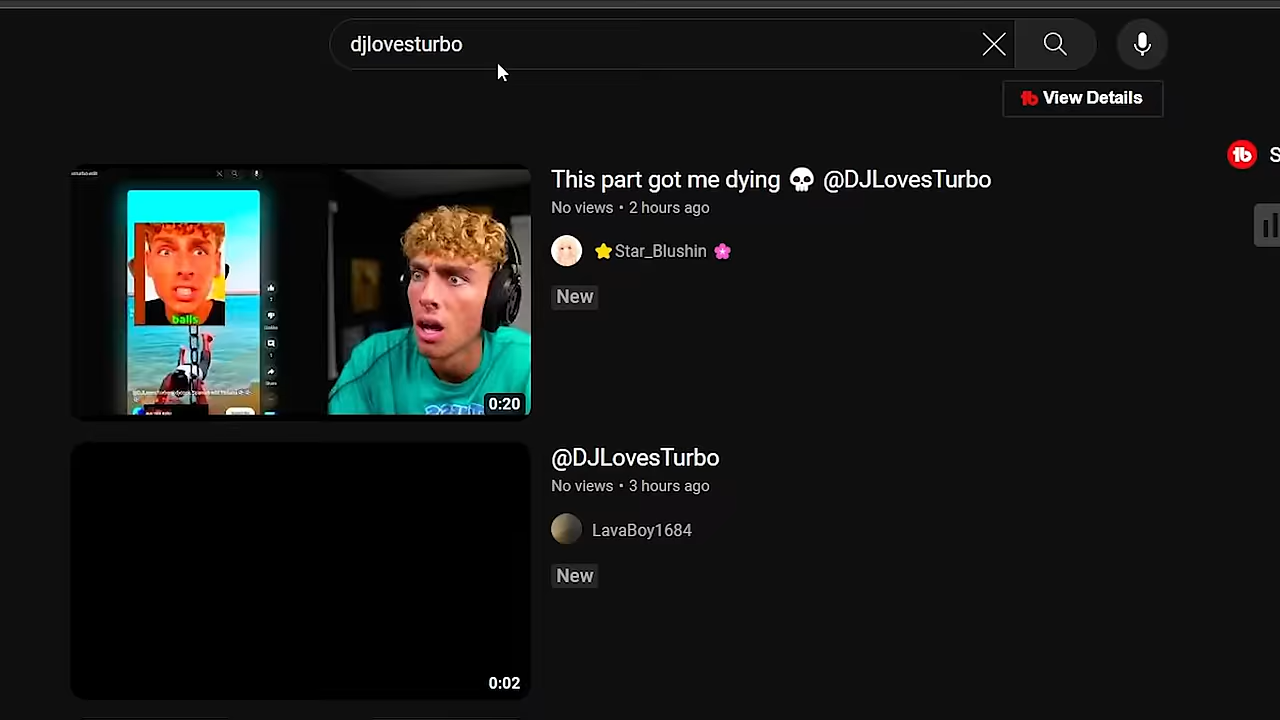 djlovesturbo
View Details
S
This part got me dying 💀 @DJLovesTurbo
No views • 2 hours ago
⭐Star_Blushin 🌸
New
balls
0:20
@DJLovesTurbo
No views • 3 hours ago
LavaBoy1684
New
0:02